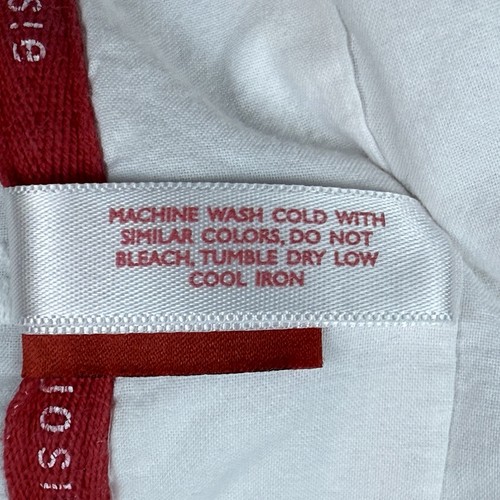 MACHINE WASH COLD WITH
SIMILAR COLORS, DO NOT
BLEACH, TUMBLE DRY LOW
COOL IRON